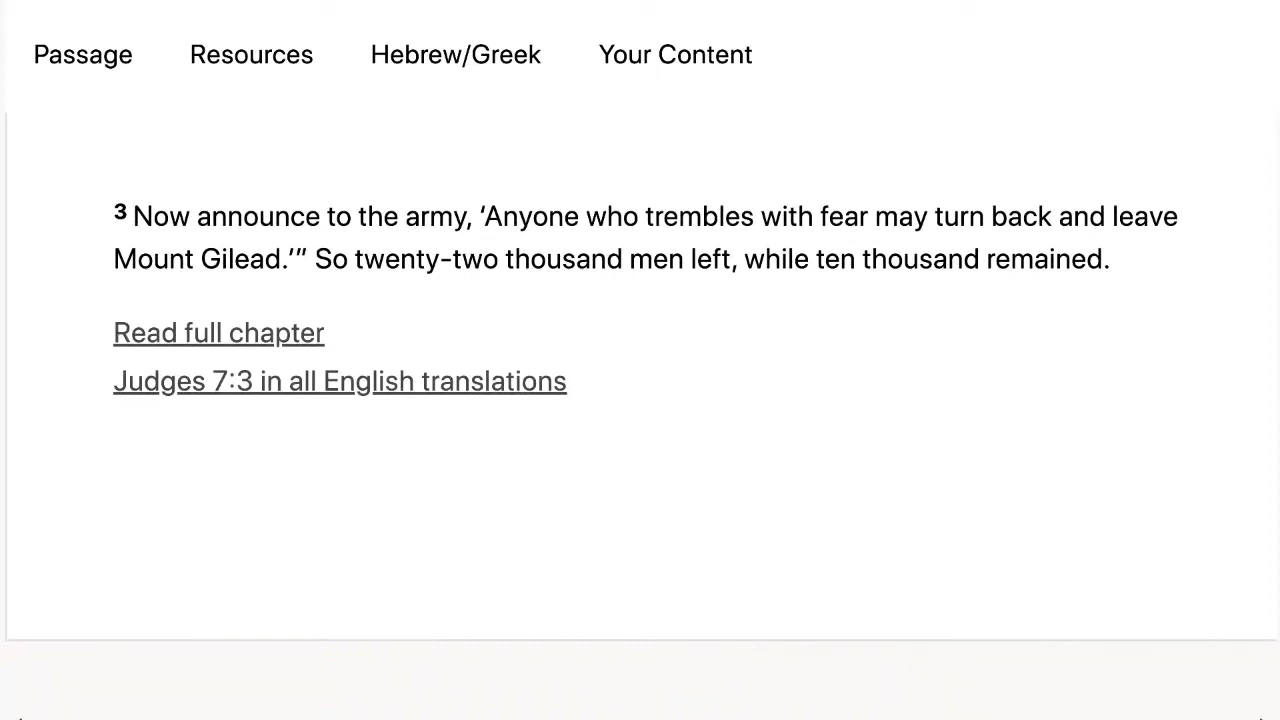 Passage Resources Hebrew/Greek Your Content
3 Now announce to the army, ‘Anyone who trembles with fear may turn back and leave
Mount Gilead.’” So twenty-two thousand men left, while ten thousand remained.
Read full chapter
Judges 7:3 in all English translations